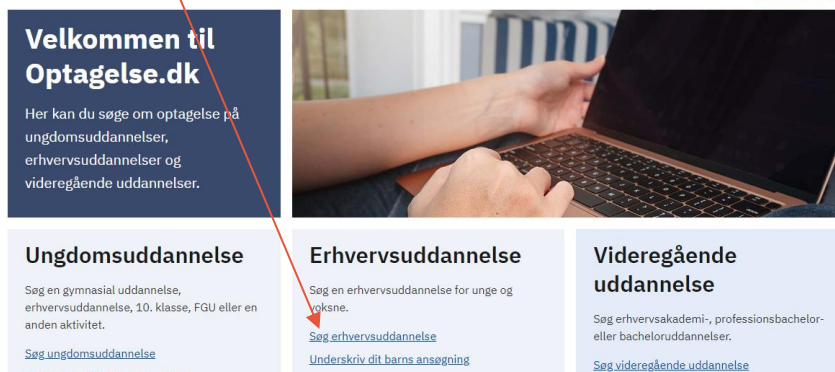 Velkommen til
Optagelse.dk
Her kan du søge om optagelse på
ungdomsuddannelser,
erhvervsuddannelser og
videregående uddannelser.
Ungdomsuddannelse
Søg en gymnasial uddannelse,
erhvervsuddannelse, 10. klasse, FGU eller en
anden aktivitet.
Søg ungdomsuddannelse
Erhvervsuddannelse
Søg en erhvervsuddannelse for unge og
voksne.
Søg erhvervsuddannelse
Underskriv dit barns ansøgning
Videregående
uddannelse
Søg erhvervsakademi-, professionsbachelor-
eller bacheloruddannelser.
Søg videregående uddannelse